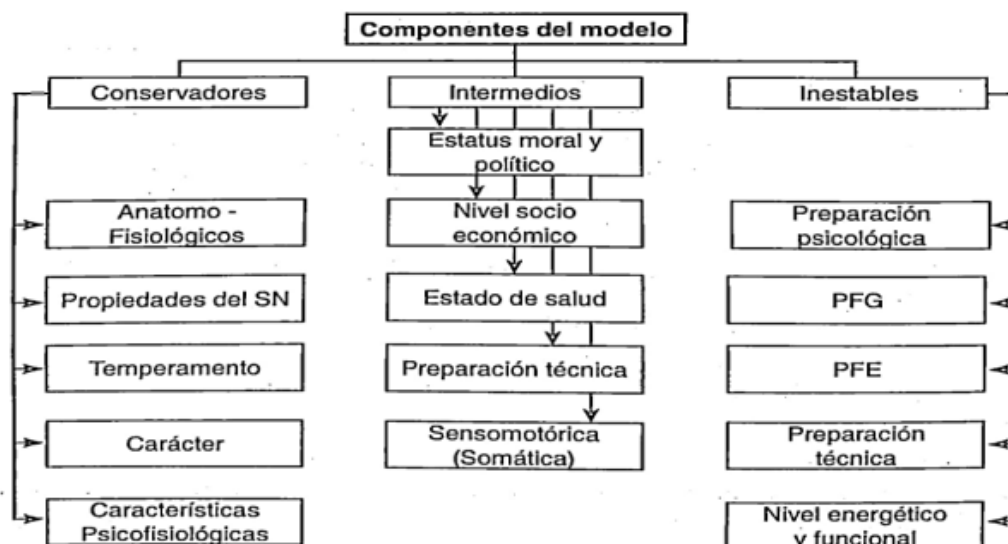 Componentes del modelo
Conservadores
Intermedios
Inestables
Estatus moral y
político
Anatomo -
Fisiológicos
Nivel socio
económico
Preparación
psicológica
Propiedades del SN
Estado de salud
PFG
Temperamento
Preparación técnica
PFE
Carácter
Sensomotórica
(Somática)
Preparación
técnica
Características
Psicofisiológicas
Nivel energético
y funcional